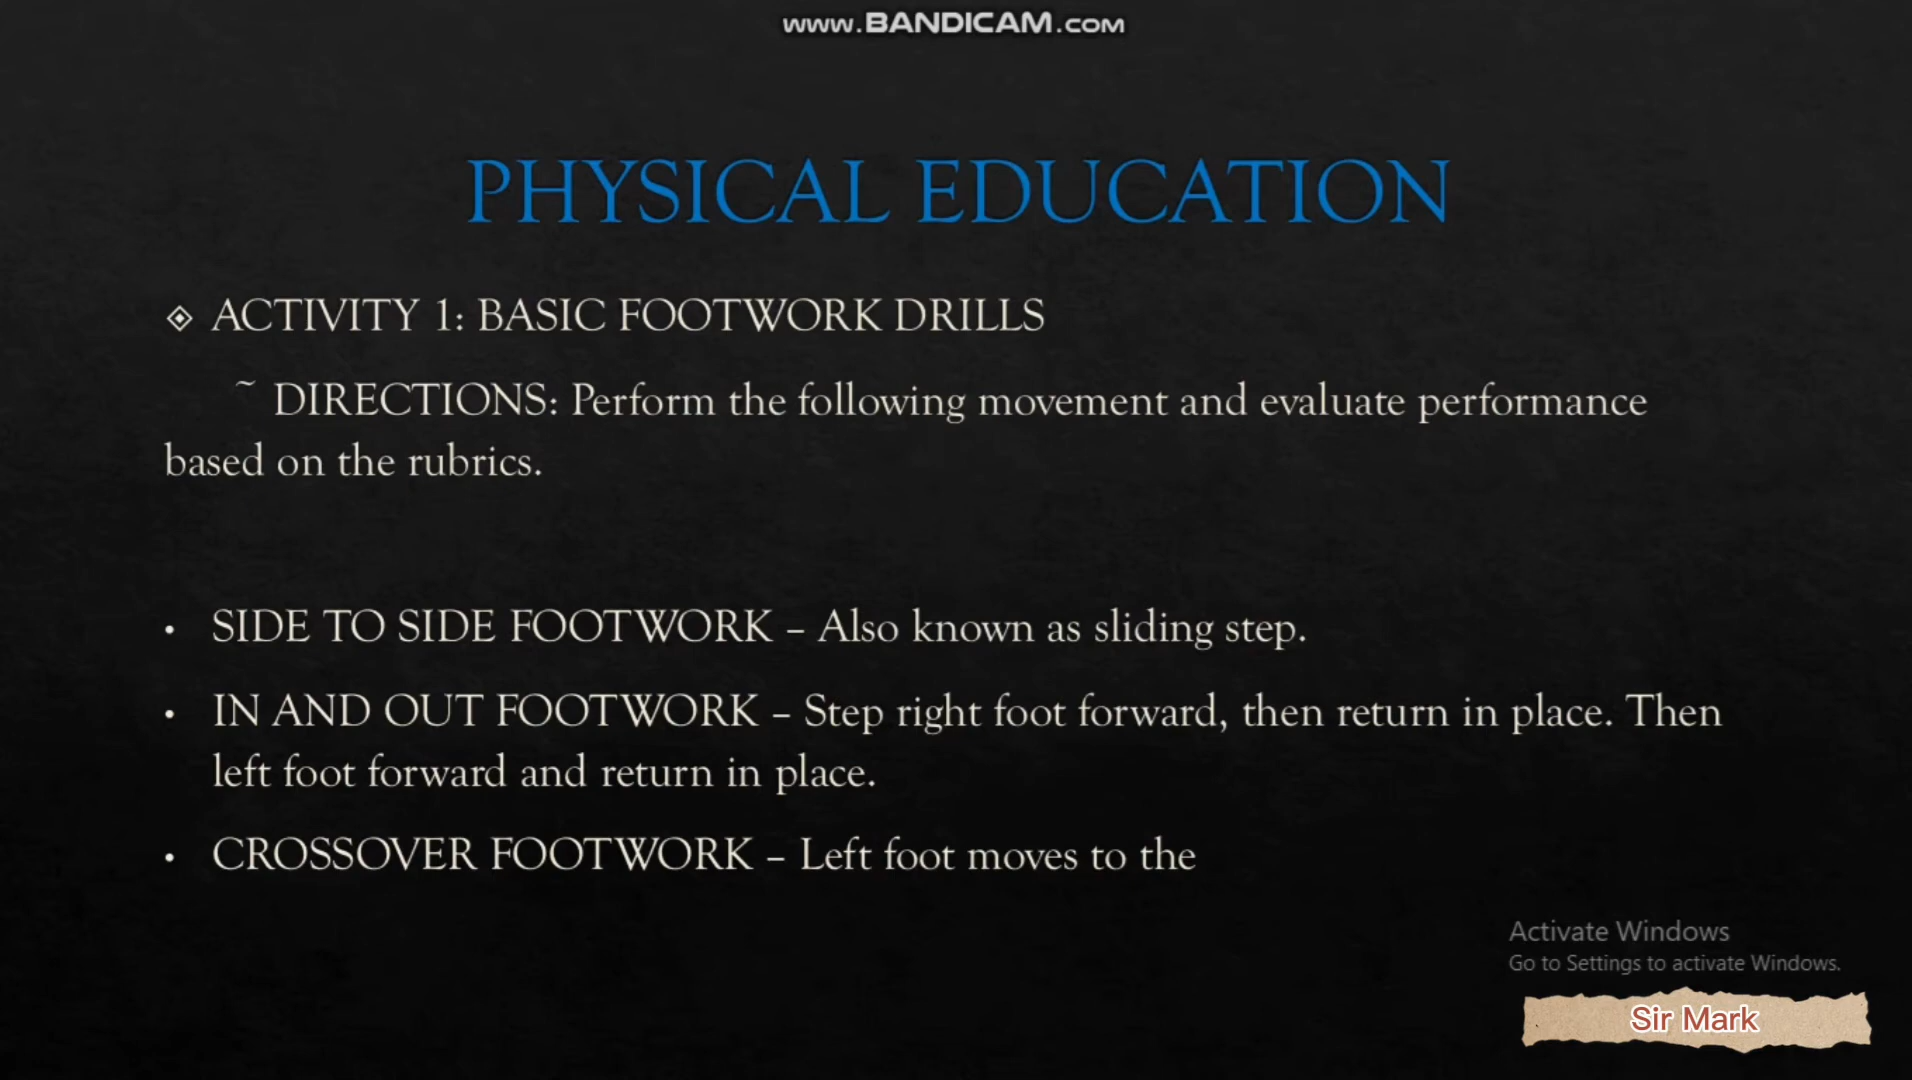 www.BANDICAM.COM
PHYSICAL EDUCATION
ACTIVITY 1: BASIC FOOTWORK DRILLS
~ DIRECTIONS: Perform the following movement and evaluate performance
based on the rubrics.
• SIDE TO SIDE FOOTWORK – Also known as sliding step.
• IN AND OUT FOOTWORK – Step right foot forward, then return in place. Then
left foot forward and return in place.
• CROSSOVER FOOTWORK – Left foot moves to the
Activate Windows
Go to Settings to activate Windows.
Sir Mark